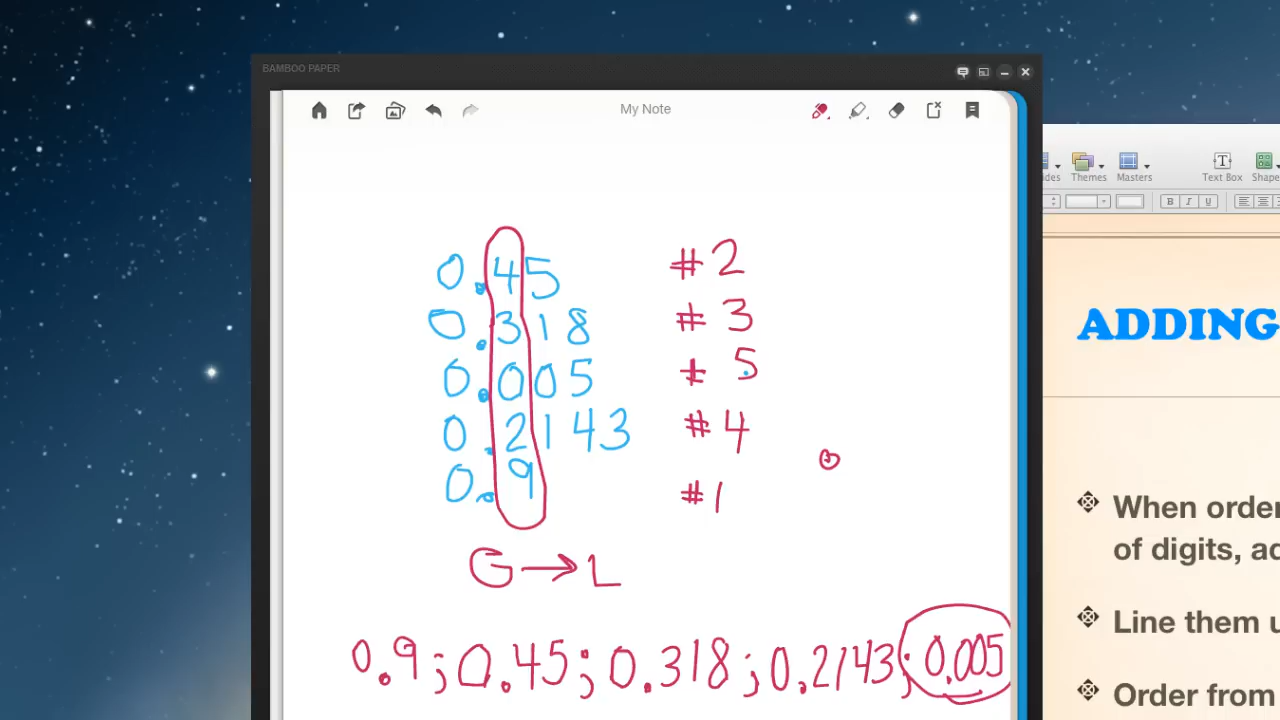 BAMBOO PAPER
My Note
Themes
Masters
Text Box
B I U
0.45 #2
0.318 #3
0.005 # 5
0.2143 #4
0.9 #1
G → L
0.9; 0.45; 0.318; 0.2143; 0.005
ADDING
When order
of digits, ad
Line them u
Order from